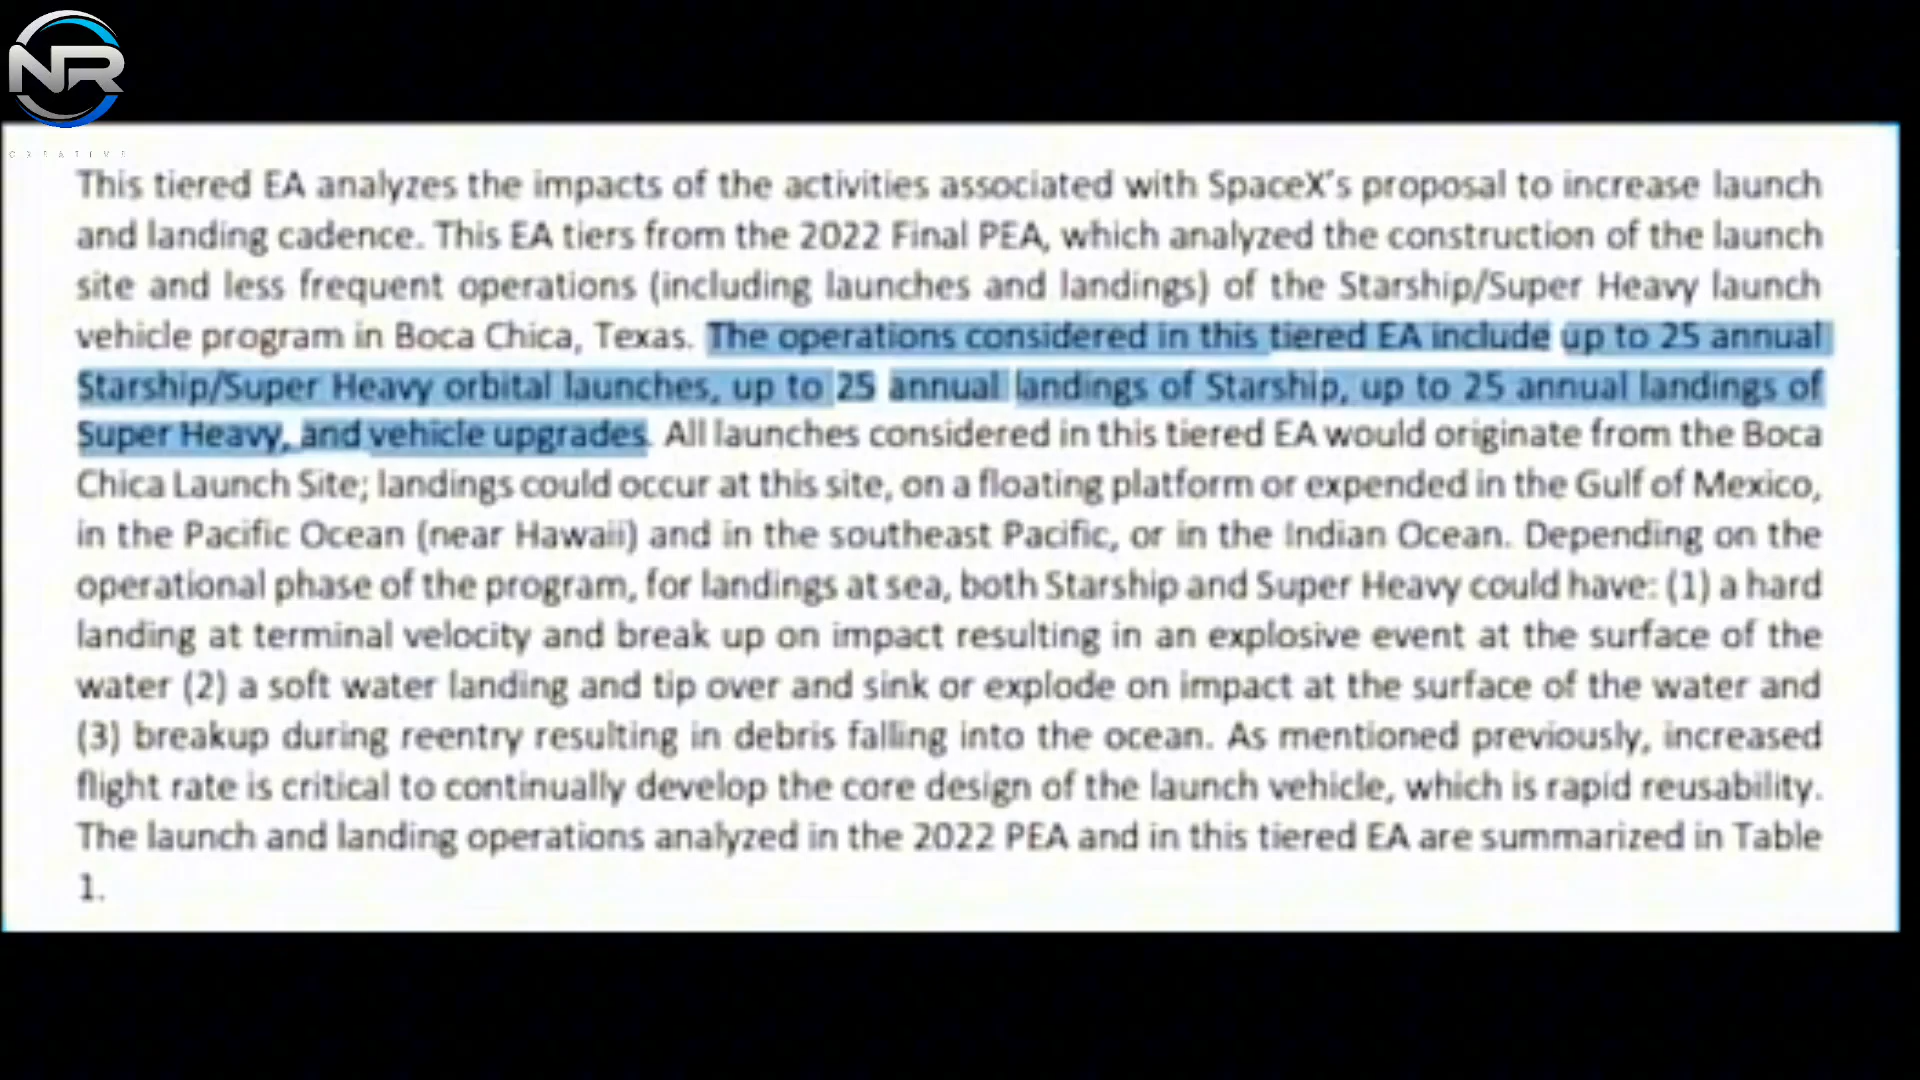 NR
CREATIVE
This tiered EA analyzes the impacts of the activities associated with SpaceX's proposal to increase launch
and landing cadence. This EA tiers from the 2022 Final PEA, which analyzed the construction of the launch
site and less frequent operations (including launches and landings) of the Starship/Super Heavy launch
vehicle program in Boca Chica, Texas. The operations considered in this tiered EA include up to 25 annual
Starship/Super Heavy orbital launches, up to 25 annual landings of Starship, up to 25 annual landings of
Super Heavy, and vehicle upgrades. All launches considered in this tiered EA would originate from the Boca
Chica Launch Site; landings could occur at this site, on a floating platform or expended in the Gulf of Mexico,
in the Pacific Ocean (near Hawaii) and in the southeast Pacific, or in the Indian Ocean. Depending on the
operational phase of the program, for landings at sea, both Starship and Super Heavy could have: (1) a hard
landing at terminal velocity and break up on impact resulting in an explosive event at the surface of the
water (2) a soft water landing and tip over and sink or explode on impact at the surface of the water and
(3) breakup during reentry resulting in debris falling into the ocean. As mentioned previously, increased
flight rate is critical to continually develop the core design of the launch vehicle, which is rapid reusability.
The launch and landing operations analyzed in the 2022 PEA and in this tiered EA are summarized in Table
1.